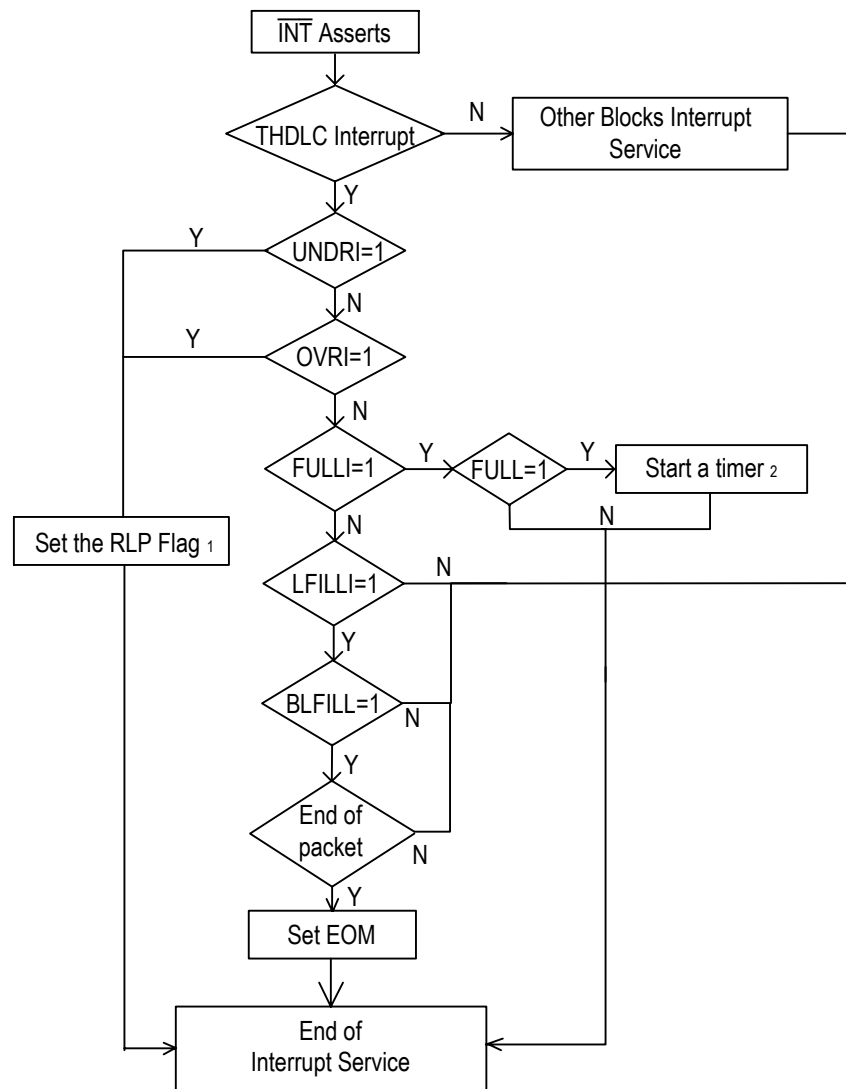 INT Asserts
THDLC Interrupt
N
Other Blocks Interrupt
Service
Y
Y
UNDRI=1
N
Y
OVRI=1
N
FULLI=1
Y
FULL=1
Y
Start a timer 2
N
N
Set the RLP Flag 1
LFILLI=1
N
Y
BLFILL=1
N
Y
End of
packet
N
Y
Set EOM
End of
Interrupt Service